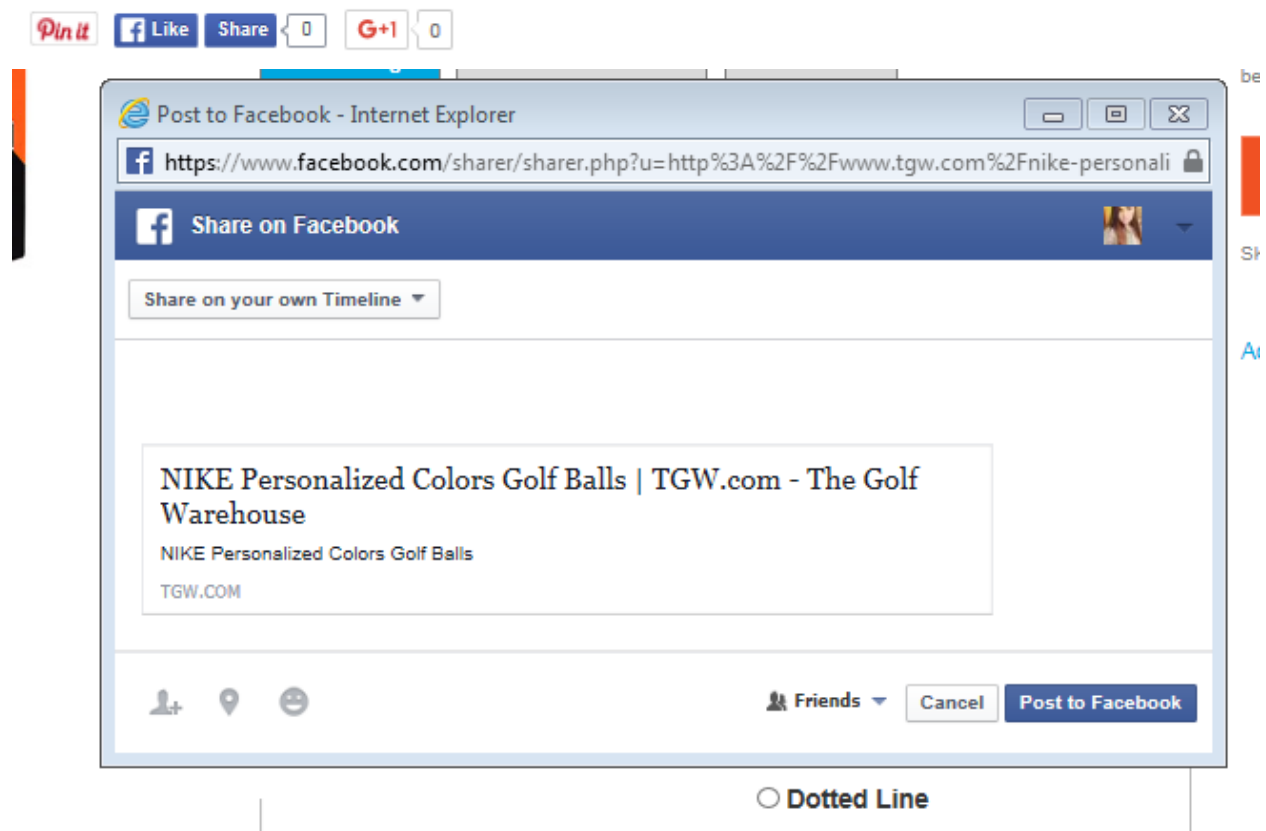 Pin it Like Share 0 G+1 0
be
Post to Facebook - Internet Explorer
https://www.facebook.com/sharer/sharer.php?u=http%3A%2F%2Fwww.tgw.com%2Fnike-personali
Share on Facebook
Share on your own Timeline
NIKE Personalized Colors Golf Balls | TGW.com - The Golf
Warehouse
NIKE Personalized Colors Golf Balls
TGW.COM
Friends Cancel Post to Facebook
Dotted Line